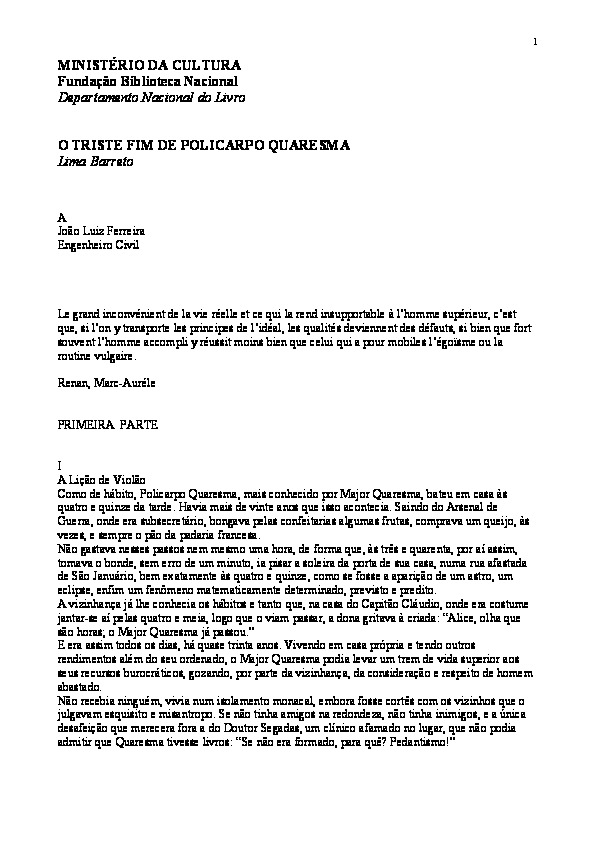 1
MINISTÉRIO DA CULTURA
Fundação Biblioteca Nacional
Departamento Nacional do Livro
O TRISTE FIM DE POLICARPO QUARESMA
Lima Barreto
A
João Luiz Ferreira
Engenheiro Civil
Le grand inconvénient de la vie réelle et ce qui la rend insupportable à l'homme supérieur, c'est
que, si l'on y transporte les principes de l'idéal, les qualités deviennent des défauts, si bien que fort
souvent l'homme accompli y réussit moins bien que celui qui a pour mobiles l'égoïsme ou la
routine vulgaire.
Renan, Marc-Auréle
PRIMEIRA PARTE
I
A Lição de Violão
Como de hábito, Policarpo Quaresma, mais conhecido por Major Quaresma, bateu em casa às
quatro e quinze da tarde. Havia mais de vinte anos que isso acontecia. Saindo do Arsenal de
Guerra, onde era subsecretário, bongava pelas confeitarias algumas frutas, comprava um queijo, às
vezes, e sempre o pão da padaria francesa.
Não gastava nesses passos nem mesmo uma hora, de forma que, às três e quarenta, por aí assim,
tomava o bonde, sem erro de um minuto, ia pisar a soleira da porta de sua casa, numa rua afastada
de São Januário, bem exatamente às quatro e quinze, como se fosse a aparição de um astro, um
eclipse, enfim um fenômeno matematicamente determinado, previsto e predito.
A vizinhança já lhe conhecia os hábitos e tanto que, na casa do Capitão Cláudio, onde era costume
jantar-se aí pelas quatro e meia, logo que o viam passar, a dona gritava à criada: "Alice, olha que
são horas; o Major Quaresma já passou."
E era assim todos os dias, há quase trinta anos. Vivendo em casa própria e tendo outros
rendimentos além do seu ordenado, o Major Quaresma podia levar um trem de vida superior aos
seus recursos burocráticos, gozando, por parte da vizinhança, da consideração e respeito de homem
abastado.
Não recebia ninguém, vivia num isolamento monacal, embora fosse cortês com os vizinhos que o
julgavam esquisito e misantropo. Se não tinha amigos na redondeza, não tinha inimigos, e a única
desafeição que merecera fora a do Doutor Segadas, um clínico afamado no lugar, que não podia
admitir que Quaresma tivesse livros: "Se não era formado, para quê? Pedantismo!"